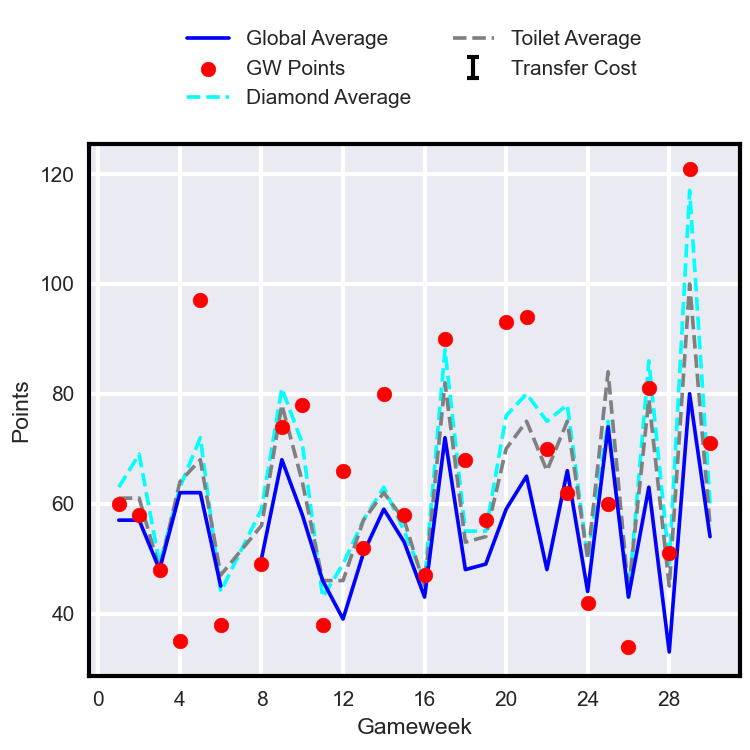 Global Average
GW Points
Diamond Average
Toilet Average
Transfer Cost
120
100
80
60
40
Points
0 4 8 12 16 20 24 28
Gameweek